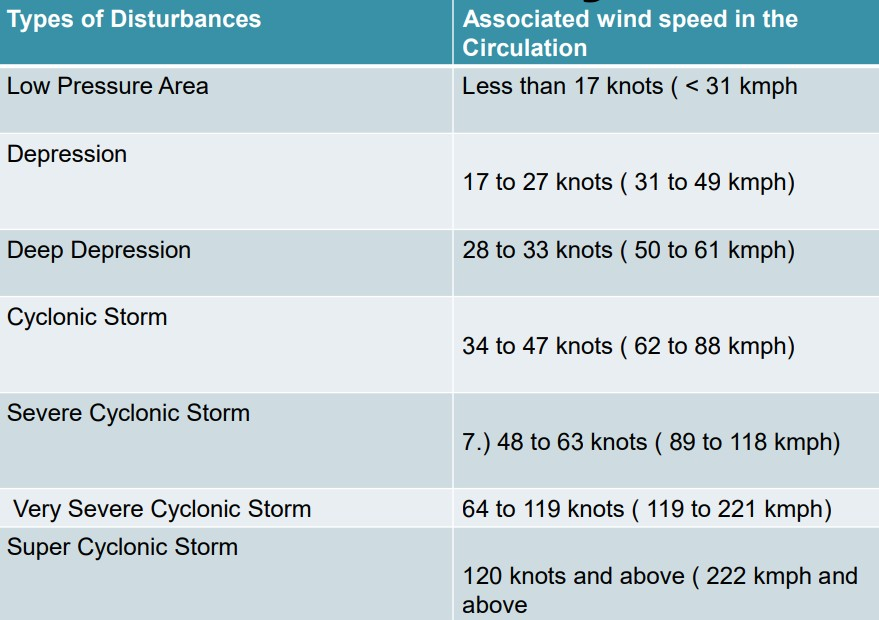 Types of Disturbances
Associated wind speed in the
Circulation
Low Pressure Area
Less than 17 knots ( < 31 kmph
Depression
17 to 27 knots ( 31 to 49 kmph)
Deep Depression
28 to 33 knots ( 50 to 61 kmph)
Cyclonic Storm
34 to 47 knots ( 62 to 88 kmph)
Severe Cyclonic Storm
7.) 48 to 63 knots ( 89 to 118 kmph)
Very Severe Cyclonic Storm
64 to 119 knots ( 119 to 221 kmph)
Super Cyclonic Storm
120 knots and above ( 222 kmph and
above